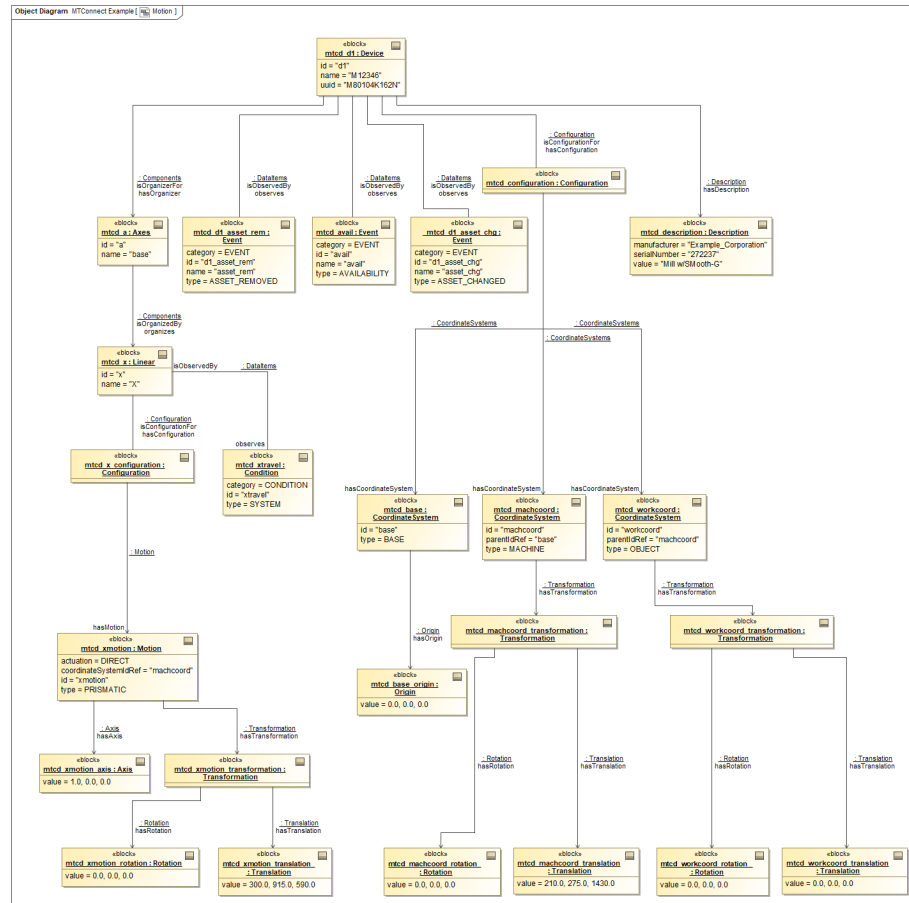 Object Diagram MTConnect Example [ Motion ]
«block»
mtcd_d1 : Device
id = "d1"
name = "M12346"
uuid = "M80104K162N"
: Components
isOrganizerFor
hasOrganizer
: DataItems
isObservedBy
observes
: DataItems
isObservedBy
observes
: DataItems
isObservedBy
observes
: Configuration
isConfigurationFor
hasConfiguration
: Description
hasDescription
«block»
mtcd_configuration : Configuration
«block»
mtcd_a : Axes
id = "a"
name = "base"
«block»
mtcd_d1_asset_rem :
Event
category = EVENT
id = "d1_asset_rem"
name = "asset_rem"
type = ASSET_REMOVED
«block»
mtcd_avail : Event
category = EVENT
id = "avail"
name = "avail"
type = AVAILABILITY
«block»
mtcd_d1_asset_chg :
Event
category = EVENT
id = "d1_asset_chg"
name = "asset_chg"
type = ASSET_CHANGED
«block»
mtcd_description : Description
manufacturer = "Example_Corporation"
serialNumber = "272237"
value = "Mill w/SMooth-G"
: Components
isOrganizedBy
organizes
: CoordinateSystems
: CoordinateSystems
: CoordinateSystems
«block»
mtcd_x : Linear
id = "x"
name = "X"
isObservedBy
: DataItems
observes
: Configuration
isConfigurationFor
hasConfiguration
«block»
mtcd_x_configuration :
Configuration
«block»
mtcd_xtravel :
Condition
category = CONDITION
id = "xtravel"
type = SYSTEM
hasCoordinateSystem
hasCoordinateSystem
hasCoordinateSystem
«block»
mtcd_base :
CoordinateSystem
id = "base"
type = BASE
«block»
mtcd_machcoord :
CoordinateSystem
id = "machcoord"
parentIdRef = "base"
type = MACHINE
«block»
mtcd_workcoord :
CoordinateSystem
id = "workcoord"
parentIdRef = "machcoord"
type = OBJECT
: Motion
hasMotion
: Transformation
hasTransformation
: Transformation
hasTransformation
: Origin
hasOrigin
«block»
mtcd_machcoord_transformation :
Transformation
«block»
mtcd_workcoord_transformation :
Transformation
«block»
mtcd_xmotion : Motion
actuation = DIRECT
coordinateSystemIdRef = "machcoord"
id = "xmotion"
type = PRISMATIC
«block»
mtcd_base_origin :
Origin
value = 0.0, 0.0, 0.0
: Axis
hasAxis
: Transformation
hasTransformation
«block»
mtcd_xmotion_axis : Axis
value = 1.0, 0.0, 0.0
«block»
mtcd_xmotion_transformation :
Transformation
: Rotation
hasRotation
: Translation
hasTranslation
: Rotation
hasRotation
: Translation
hasTranslation
: Rotation
hasRotation
: Translation
hasTranslation
«block»
mtcd_xmotion_rotation : Rotation
value = 0.0, 0.0, 0.0
«block»
mtcd_xmotion_translation
: Translation
value = 300.0, 915.0, 590.0
«block»
mtcd_machcoord_rotation
: Rotation
value = 0.0, 0.0, 0.0
«block»
mtcd_machcoord_translation
: Translation
value = 210.0, 275.0, 1430.0
«block»
mtcd_workcoord_rotation
: Rotation
value = 0.0, 0.0, 0.0
«block»
mtcd_workcoord_translation
: Translation
value = 0.0, 0.0, 0.0